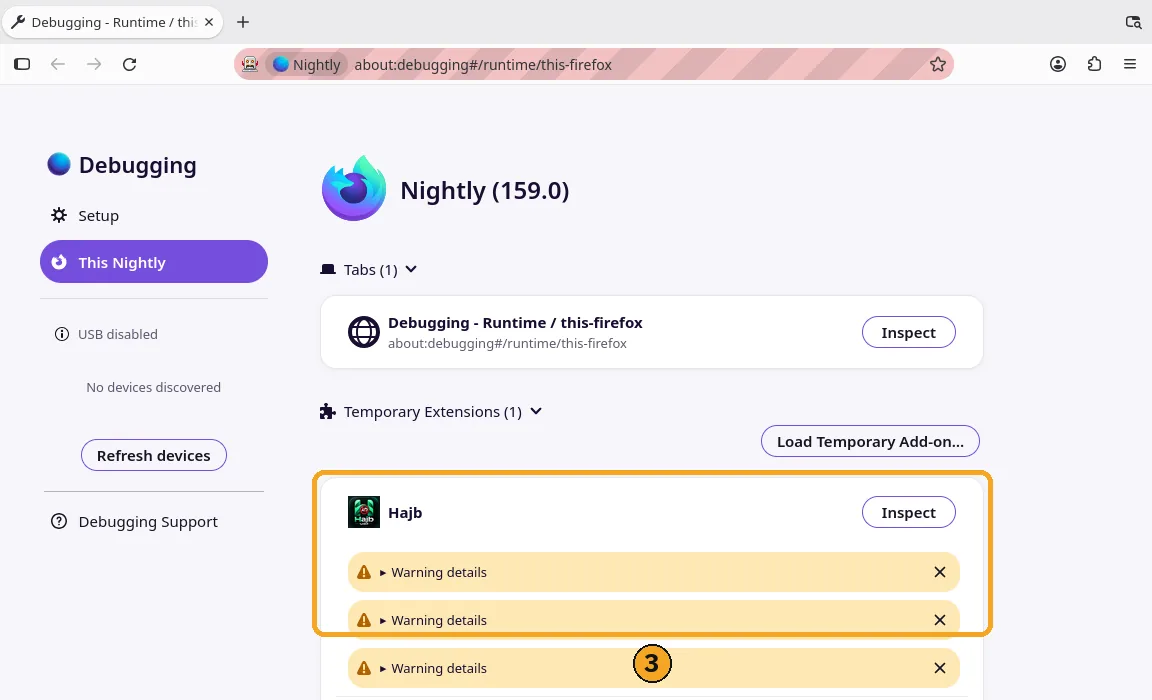 Debugging - Runtime / this
Nightly about:debugging#/runtime/this-firefox
Debugging
Setup
This Nightly
USB disabled
No devices discovered
Refresh devices
Debugging Support
Nightly (159.0)
Tabs (1)
Debugging - Runtime / this-firefox
about:debugging#/runtime/this-firefox
Inspect
Temporary Extensions (1)
Load Temporary Add-on...
Hajb
Hajb
Inspect
Warning details
Warning details
Warning details
3